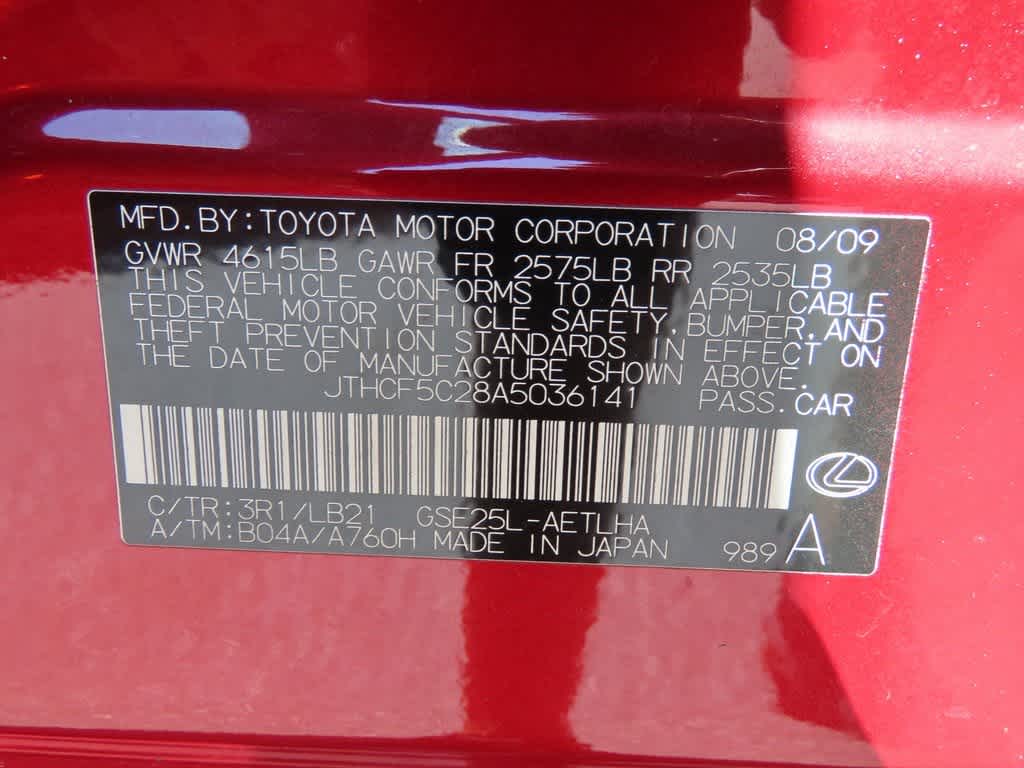 MFD.BY:TOYOTA MOTOR CORPORATION 08/09
GVWR 4615LB GAWR FR 2575LB RR 2535LB
THIS VEHICLE CONFORMS TO ALL APPLICABLE
FEDERAL MOTOR VEHICLE SAFETY,BUMPER,AND
THEFT PREVENTION STANDARDS IN EFFECT ON
THE DATE OF MANUFACTURE SHOWN ABOVE.
JTHCF5C28A5036141 PASS.CAR
C/TR:3R1/LB21 GSE25L-AETLHA
A/TM:B04A/A760H MADE IN JAPAN 989 A